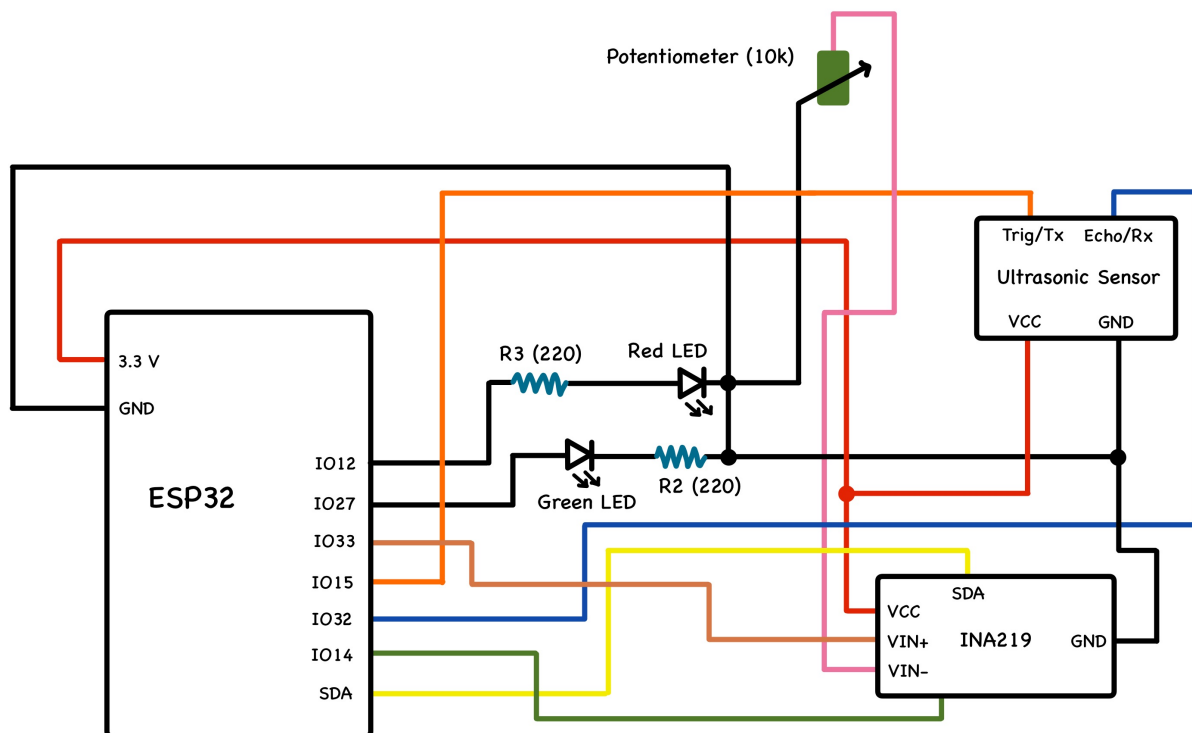 Potentiometer (10k)
Trig/Tx Echo/Rx
Ultrasonic Sensor
VCC GND
3.3 V
GND
R3 (220)
Red LED
IO12
ESP32
IO27
Green LED
R2 (220)
IO33
IO15
IO32
IO14
SDA
SDA
VCC
VIN+
INA219
GND
VIN-